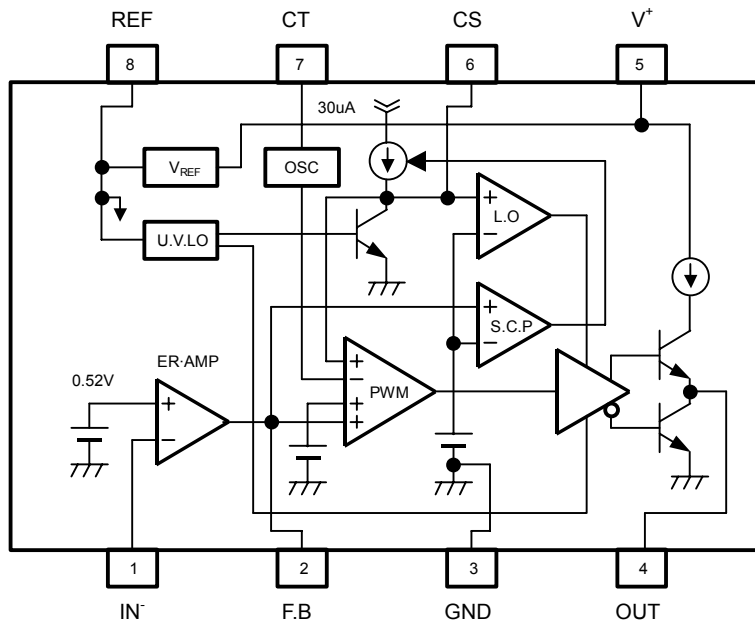 REF CT CS V+
8 7 6 5
30uA
VREF OSC
+
L.O
−
U.V.LO
+
S.C.P
−
ER·AMP
0.52V
+
−
+
−
+
+
PWM
1 2 3 4
IN- F.B GND OUT